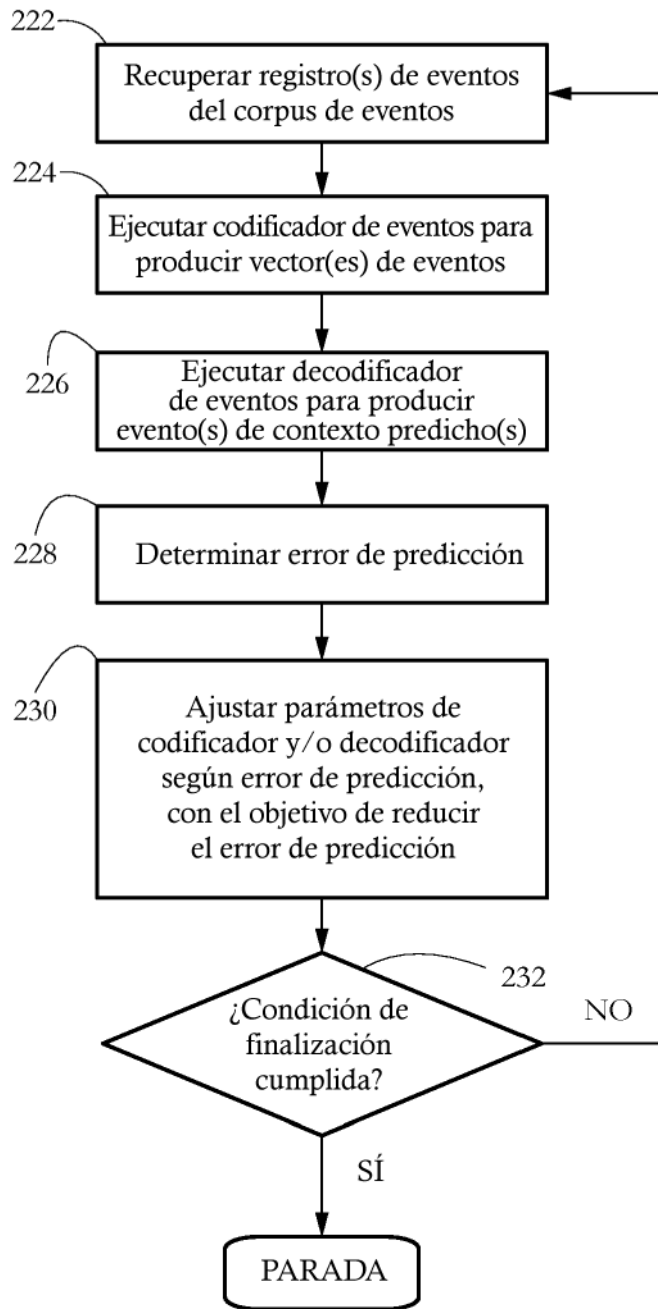 222
Recuperar registro(s) de eventos
del corpus de eventos
224
Ejecutar codificador de eventos para
producir vector(es) de eventos
226
Ejecutar decodificador
de eventos para producir
evento(s) de contexto predicho(s)
228
Determinar error de predicción
230
Ajustar parámetros de
codificador y/o decodificador
según error de predicción,
con el objetivo de reducir
el error de predicción
232
¿Condición de
finalización
cumplida?
NO
SÍ
PARADA